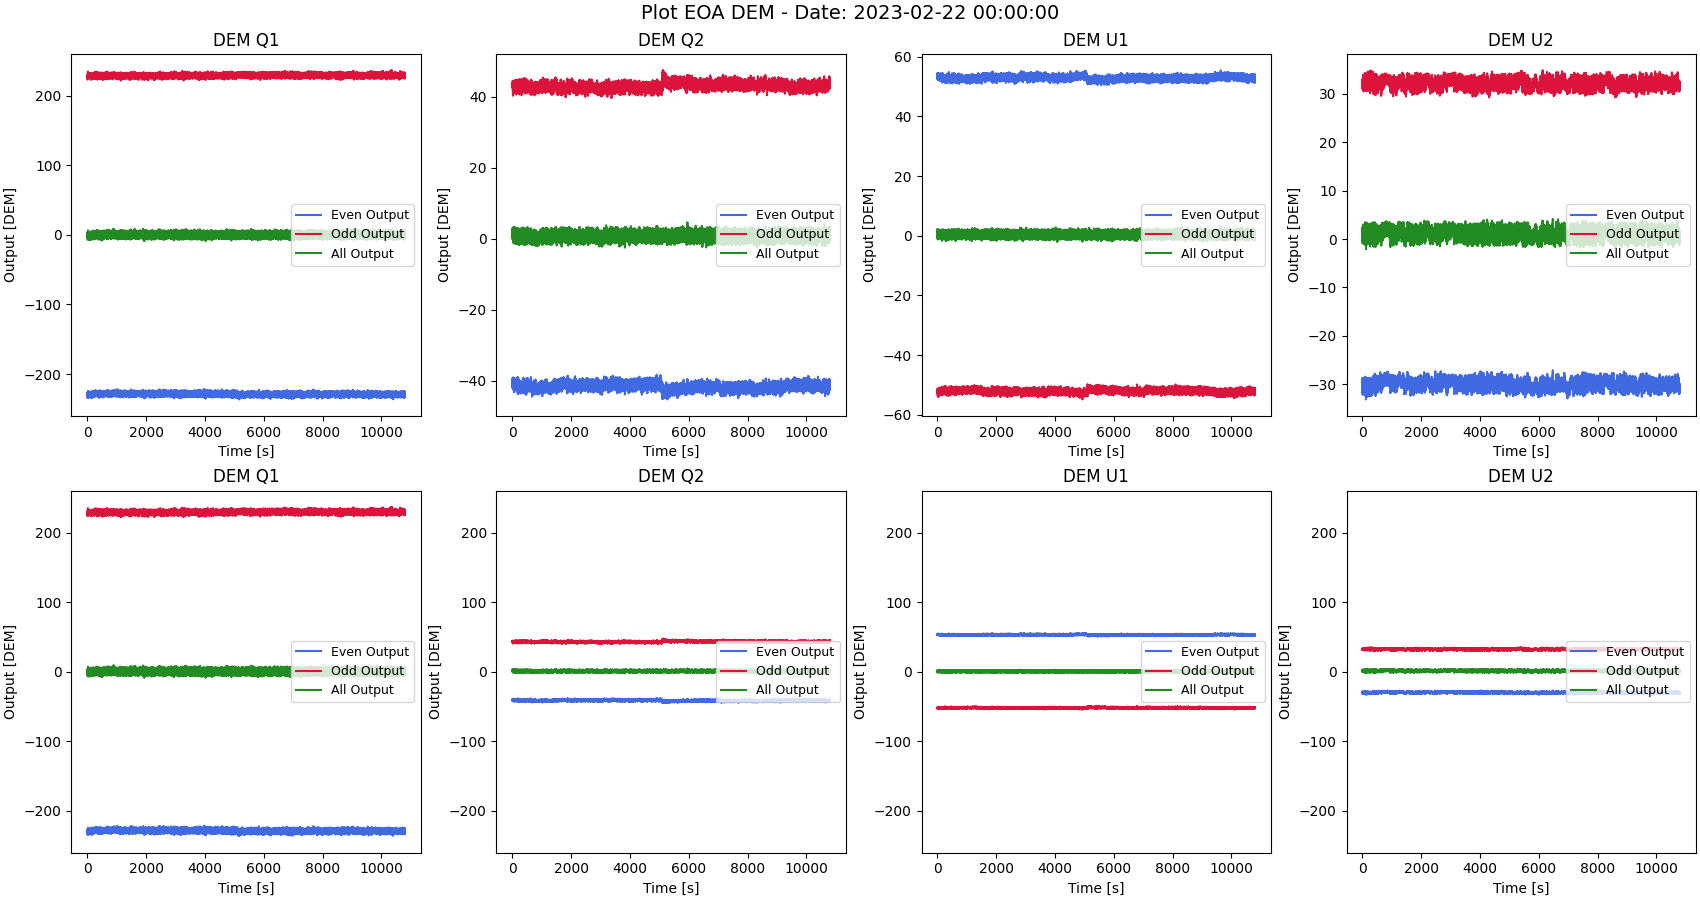 Plot EOA DEM - Date: 2023-02-22 00:00:00
DEM Q1
Output [DEM]
200
100
0
−100
−200
0 2000 4000 6000 8000 10000
Time [s]
Even Output
Odd Output
All Output
DEM Q2
Output [DEM]
40
20
0
−20
−40
0 2000 4000 6000 8000 10000
Time [s]
Even Output
Odd Output
All Output
DEM U1
Output [DEM]
60
40
20
0
−20
−40
−60
0 2000 4000 6000 8000 10000
Time [s]
Even Output
Odd Output
All Output
DEM U2
Output [DEM]
30
20
10
0
−10
−20
−30
0 2000 4000 6000 8000 10000
Time [s]
Even Output
Odd Output
All Output
DEM Q1
Output [DEM]
200
100
0
−100
−200
0 2000 4000 6000 8000 10000
Time [s]
Even Output
Odd Output
All Output
DEM Q2
Output [DEM]
200
100
0
−100
−200
0 2000 4000 6000 8000 10000
Time [s]
Even Output
Odd Output
All Output
DEM U1
Output [DEM]
200
100
0
−100
−200
0 2000 4000 6000 8000 10000
Time [s]
Even Output
Odd Output
All Output
DEM U2
Output [DEM]
200
100
0
−100
−200
0 2000 4000 6000 8000 10000
Time [s]
Even Output
Odd Output
All Output